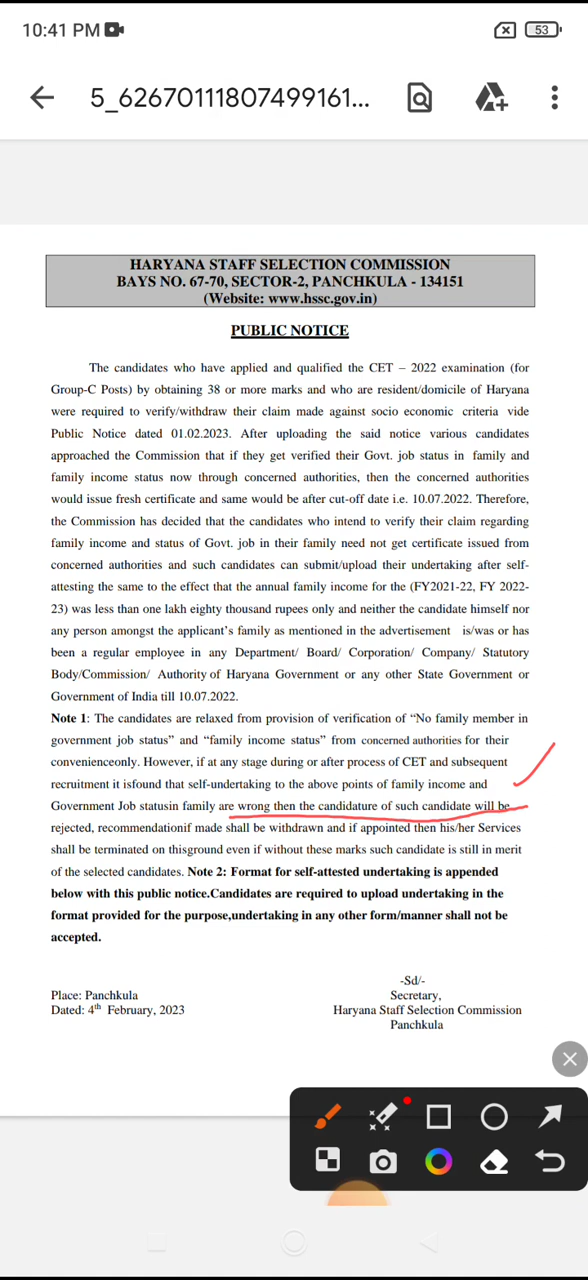 10:41 PM
53
5_62670111807499161...
HARYANA STAFF SELECTION COMMISSION
BAYS NO. 67-70, SECTOR-2, PANCHKULA - 134151
(Website: www.hssc.gov.in)
PUBLIC NOTICE
The candidates who have applied and qualified the CET – 2022 examination (for
Group-C Posts) by obtaining 38 or more marks and who are resident/domicile of Haryana
were required to verify/withdraw their claim made against socio economic criteria vide
Public Notice dated 01.02.2023. After uploading the said notice various candidates
approached the Commission that if they get verified their Govt. job status in family and
family income status now through concerned authorities, then the concerned authorities
would issue fresh certificate and same would be after cut-off date i.e. 10.07.2022. Therefore,
the Commission has decided that the candidates who intend to verify their claim regarding
family income and status of Govt. job in their family need not get certificate issued from
concerned authorities and such candidates can submit/upload their undertaking after self-
attesting the same to the effect that the annual family income for the (FY2021-22, FY 2022-
23) was less than one lakh eighty thousand rupees only and neither the candidate himself nor
any person amongst the applicant's family as mentioned in the advertisement is/was or has
been a regular employee in any Department/ Board/ Corporation/ Company/ Statutory
Body/Commission/ Authority of Haryana Government or any other State Government or
Government of India till 10.07.2022.
Note 1: The candidates are relaxed from provision of verification of “No family member in
government job status” and “family income status” from concerned authorities for their
convenienceonly. However, if at any stage during or after process of CET and subsequent
recruitment it isfound that self-undertaking to the above points of family income and
Government Job statusin family are wrong then the candidature of such candidate will be
rejected, recommendationif made shall be withdrawn and if appointed then his/her Services
shall be terminated on thisground even if without these marks such candidate is still in merit
of the selected candidates. Note 2: Format for self-attested undertaking is appended
below with this public notice.Candidates are required to upload undertaking in the
format provided for the purpose,undertaking in any other form/manner shall not be
accepted.
-Sd/-
Place: Panchkula Secretary,
Dated: 4th February, 2023 Haryana Staff Selection Commission
Panchkula